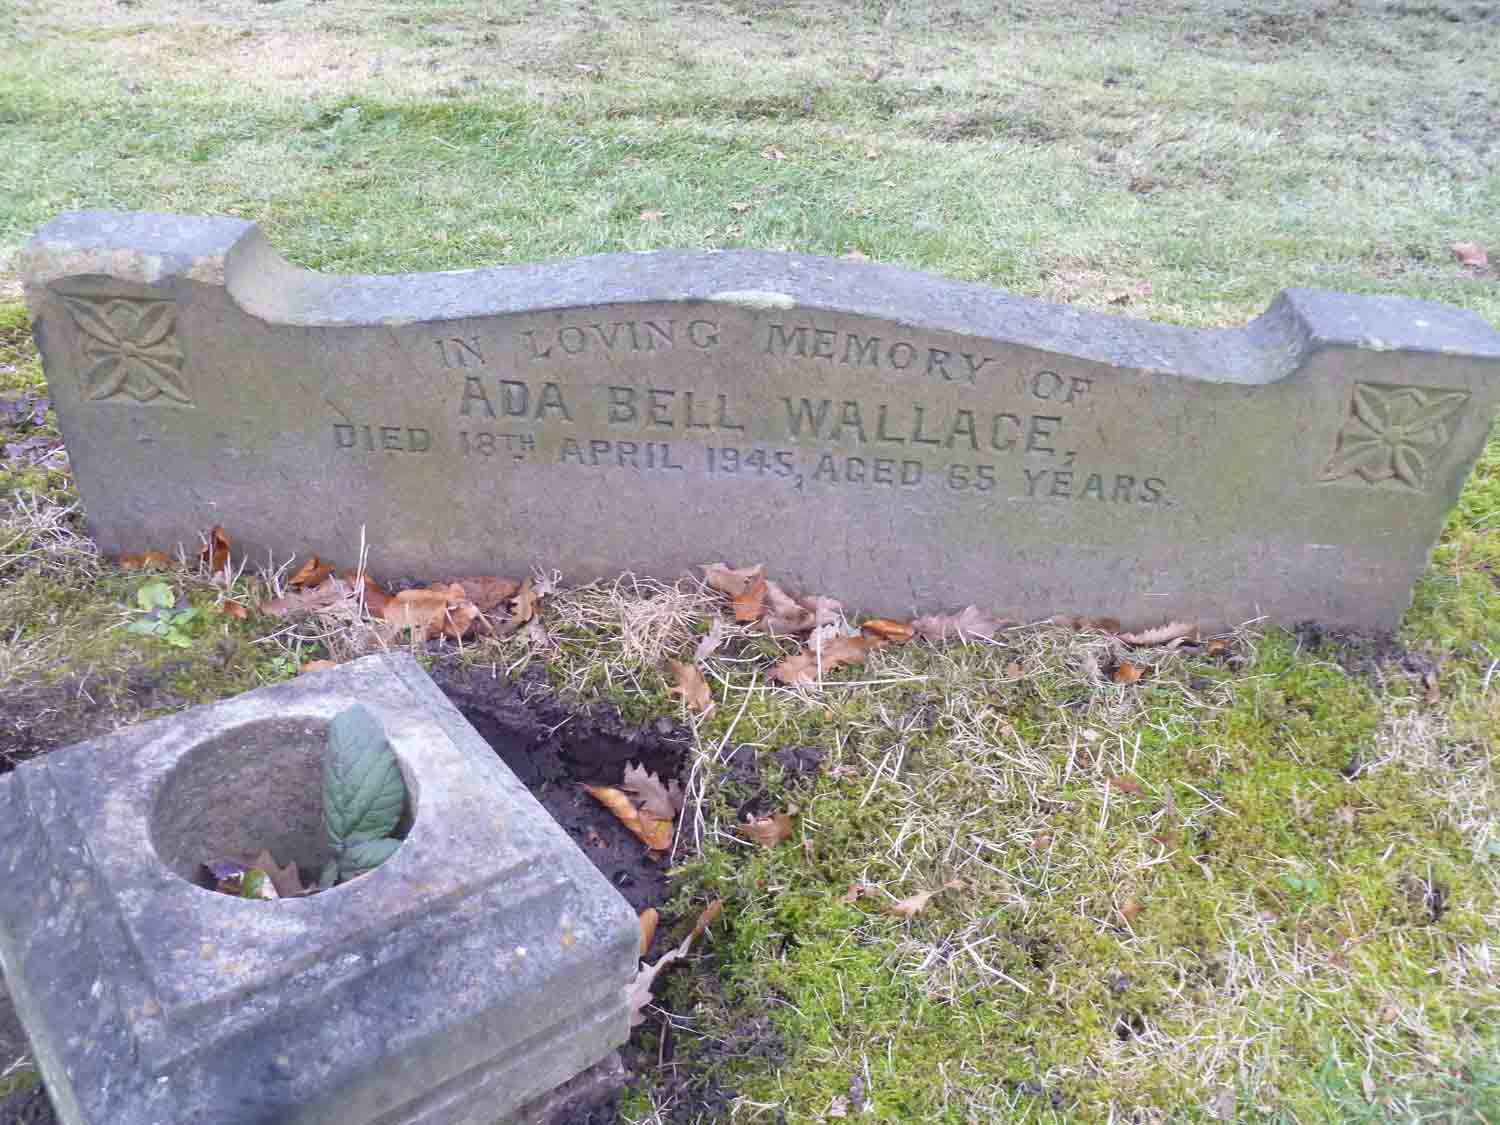 IN LOVING MEMORY OF
ADA BELL WALLACE,
DIED 18TH APRIL 1945, AGED 65 YEARS.